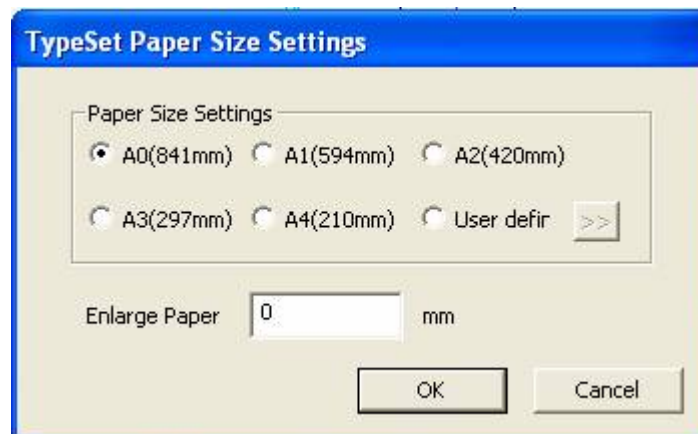 TypeSet Paper Size Settings
Paper Size Settings
A0(841mm) A1(594mm) A2(420mm)
A3(297mm) A4(210mm) User defir >>
Enlarge Paper 0 mm
OK Cancel